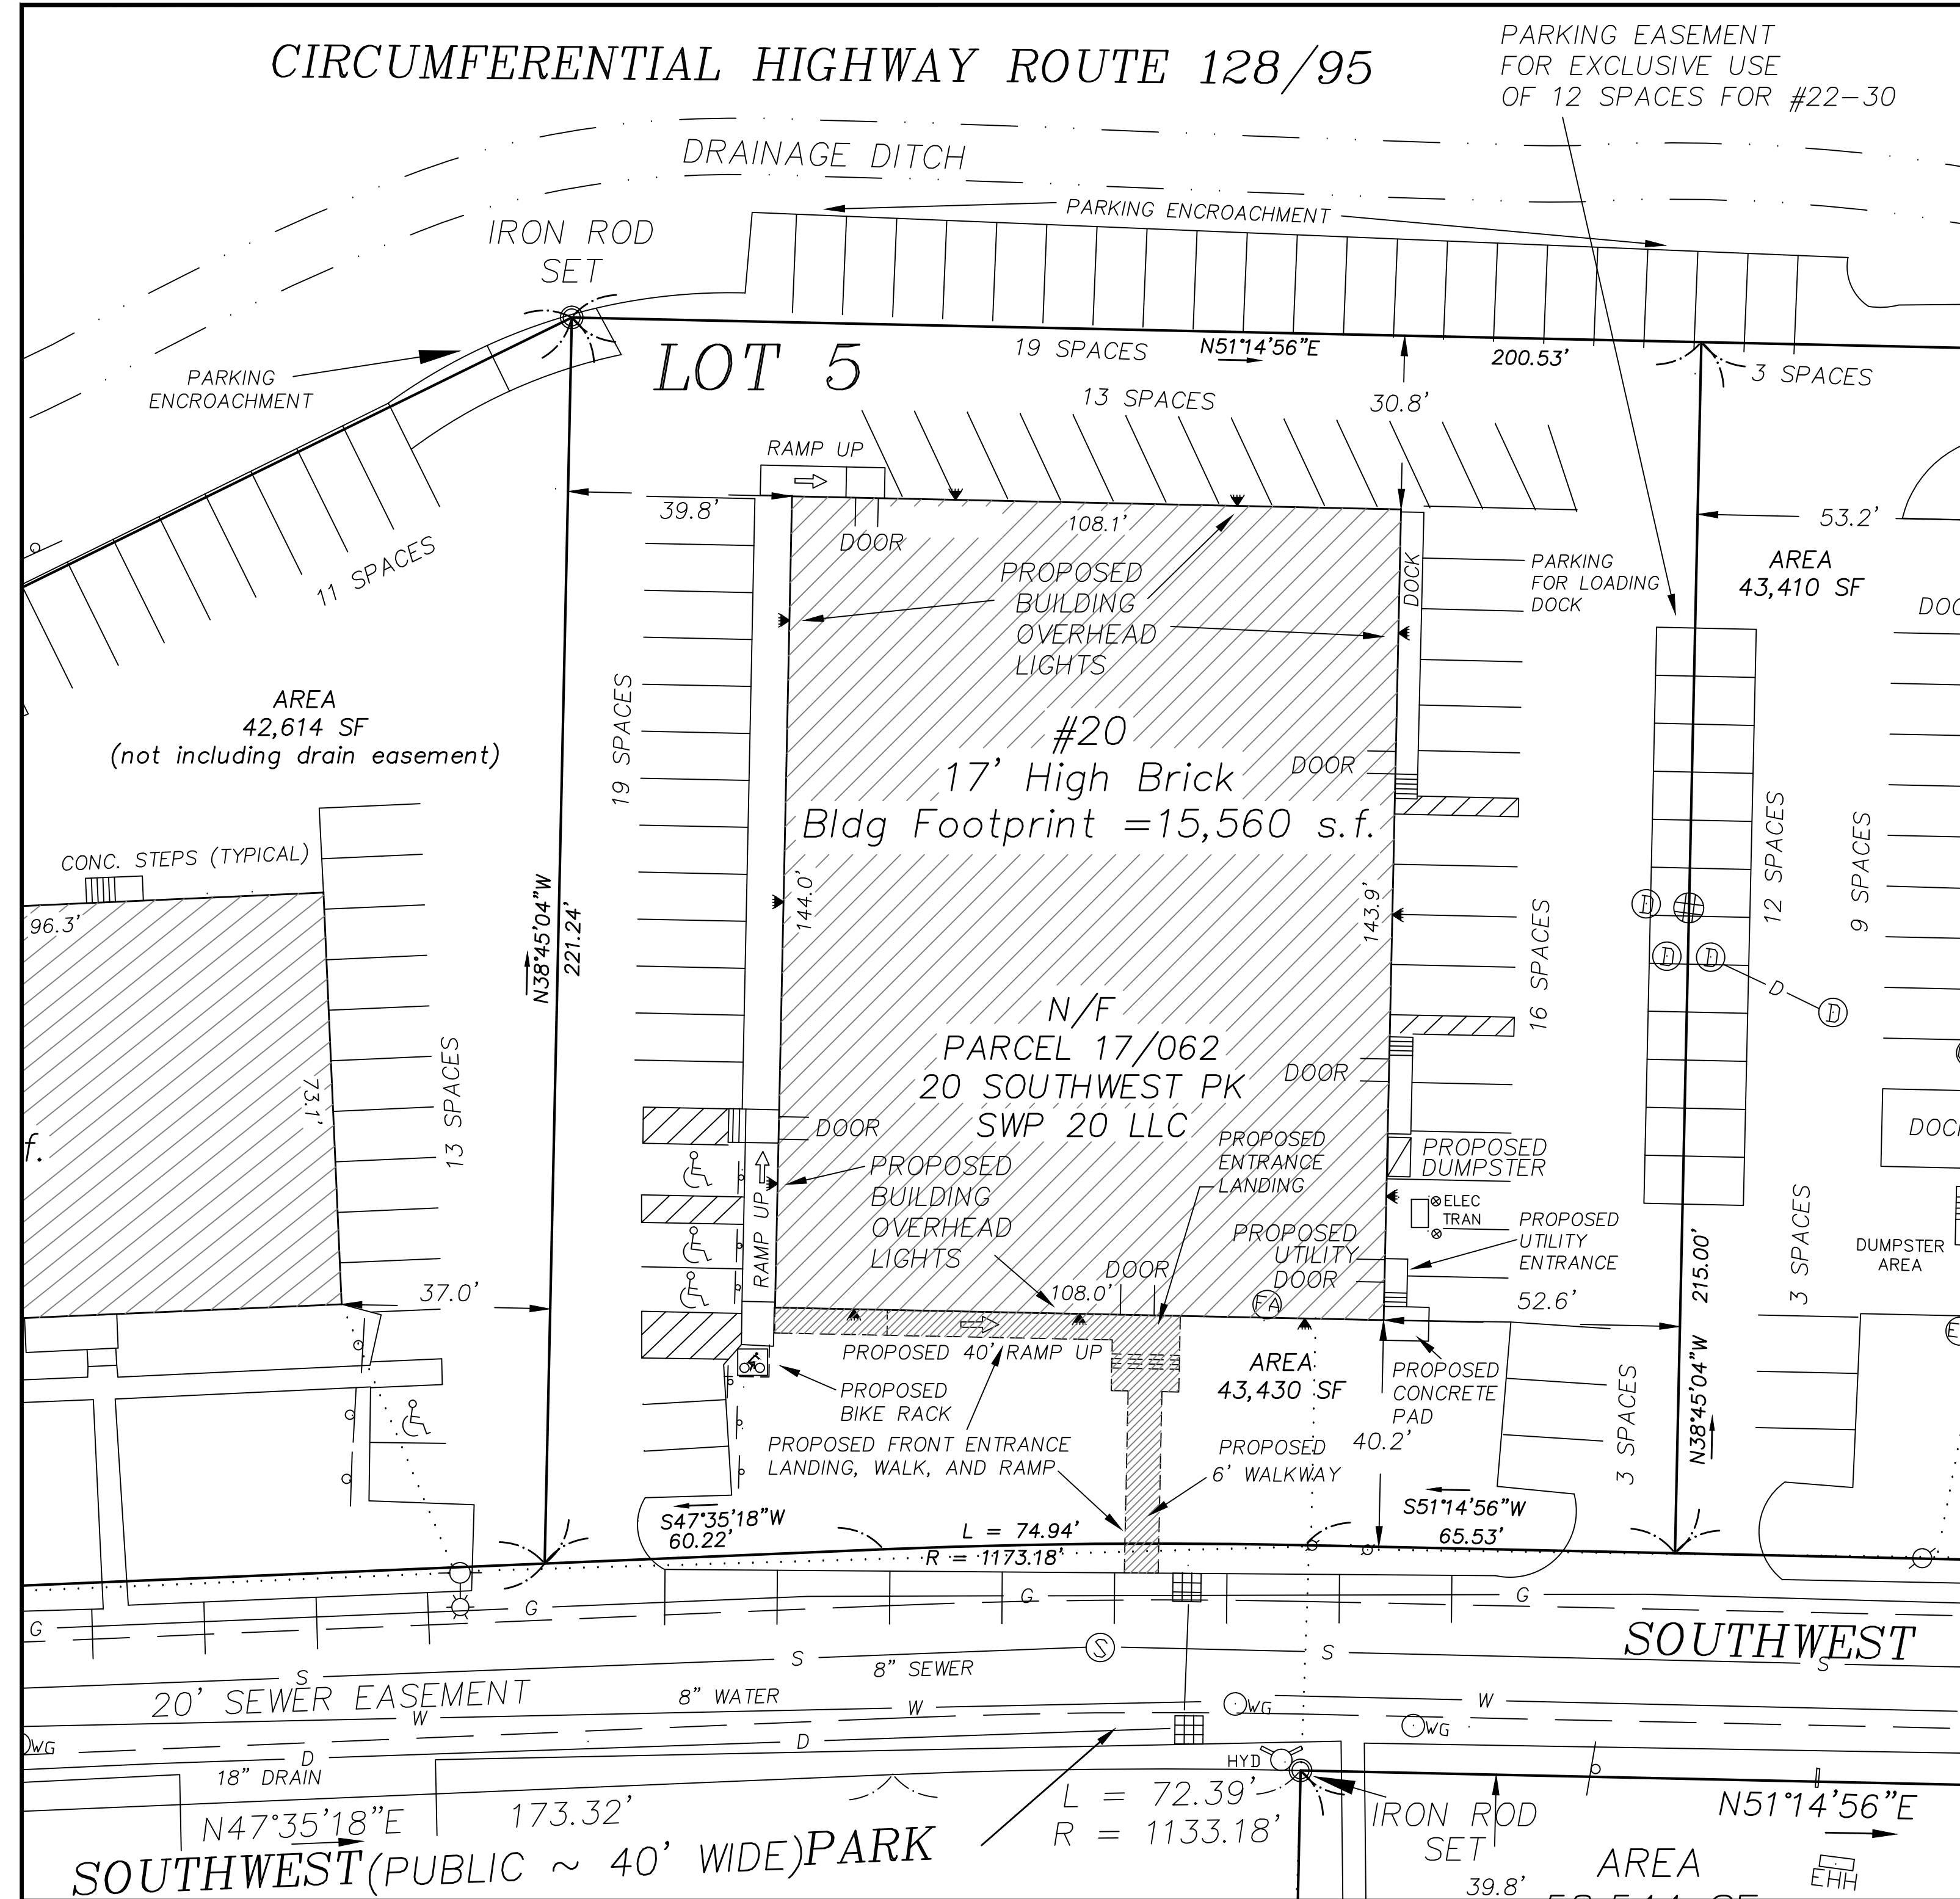 CIRCUMFERENTIAL HIGHWAY ROUTE 128/95
PARKING EASEMENT
FOR EXCLUSIVE USE
OF 12 SPACES FOR #22-30
DRAINAGE DITCH
PARKING ENCROACHMENT
IRON ROD
SET
PARKING
ENCROACHMENT
LOT 5
19 SPACES
N51°14'56"E
200.53'
3 SPACES
13 SPACES
30.8'
RAMP UP
39.8'
DOOR
108.1'
DOCK
53.2'
AREA
43,410 SF
11 SPACES
PROPOSED
BUILDING
OVERHEAD
LIGHTS
PARKING
FOR LOADING
DOCK
AREA
42,614 SF
(not including drain easement)
19 SPACES
#20
17' High Brick
Bldg Footprint =15,560 s.f.
DOOR
CONC. STEPS (TYPICAL)
96.3'
N38°45'04"W
221.24'
144.0'
143.9'
16 SPACES
12 SPACES
9 SPACES
D
D
D
D
D
N/F
PARCEL 17/062
20 SOUTHWEST PK
SWP 20 LLC
DOOR
73.1'
13 SPACES
f.
DOOR
PROPOSED
ENTRANCE
LANDING
PROPOSED
DUMPSTER
PROPOSED
BUILDING
OVERHEAD
LIGHTS
RAMP UP
ELEC
TRAN
PROPOSED
UTILITY
DOOR
PROPOSED
UTILITY
ENTRANCE
DUMPSTER
AREA
3 SPACES
215.00'
N38°45'04"W
37.0'
DOOR
108.0'
FA
52.6'
PROPOSED 40' RAMP UP
PROPOSED
BIKE RACK
AREA
43,430 SF
PROPOSED
CONCRETE
PAD
3 SPACES
PROPOSED FRONT ENTRANCE
LANDING, WALK, AND RAMP
PROPOSED
6' WALKWAY
40.2'
S47°35'18"W
60.22'
L = 74.94'
R = 1173.18'
S51°14'56"W
65.53'
G
G
G
G
SOUTHWEST
S
S
8" SEWER
S
S
S
20' SEWER EASEMENT
8" WATER
W
W
W
WG
WG
WG
D
D
18" DRAIN
HYD
N47°35'18"E
173.32'
L = 72.39'
R = 1133.18'
IRON ROD
SET
N51°14'56"E
SOUTHWEST (PUBLIC ~ 40' WIDE) PARK
39.8'
AREA
EHH